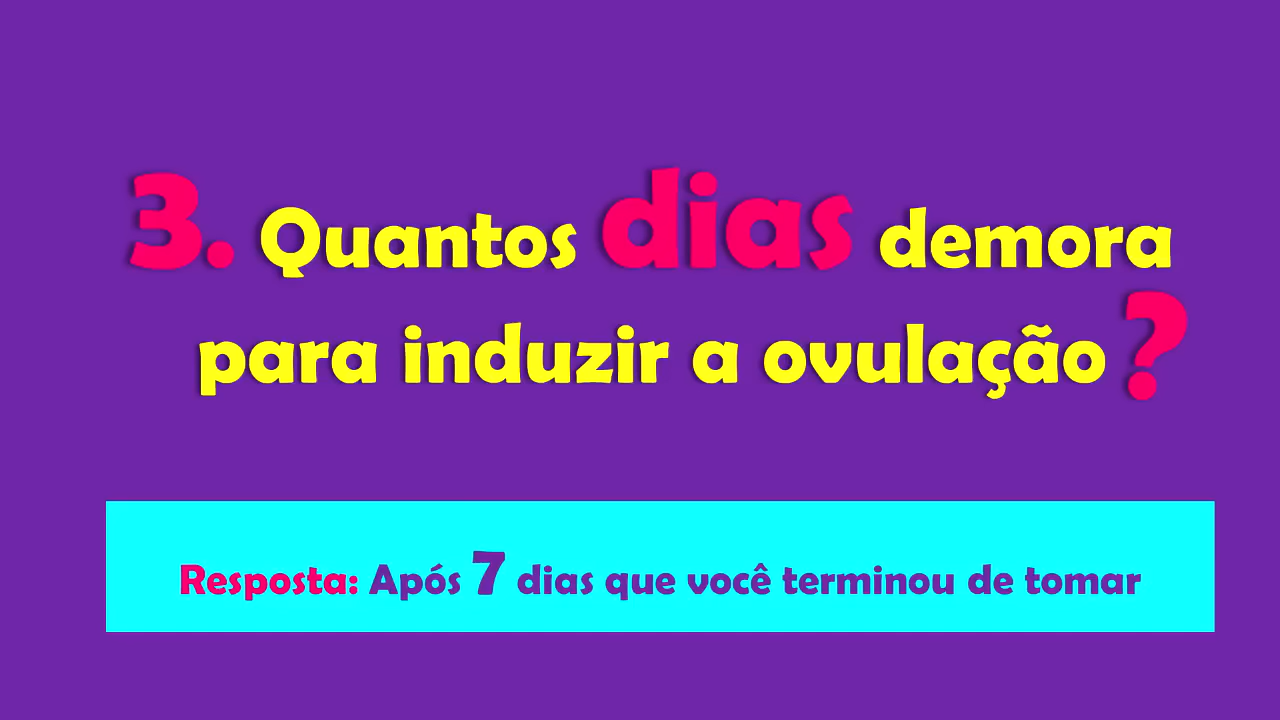 3. Quantos dias demora
para induzir a ovulação?
Resposta: Após 7 dias que você terminou de tomar